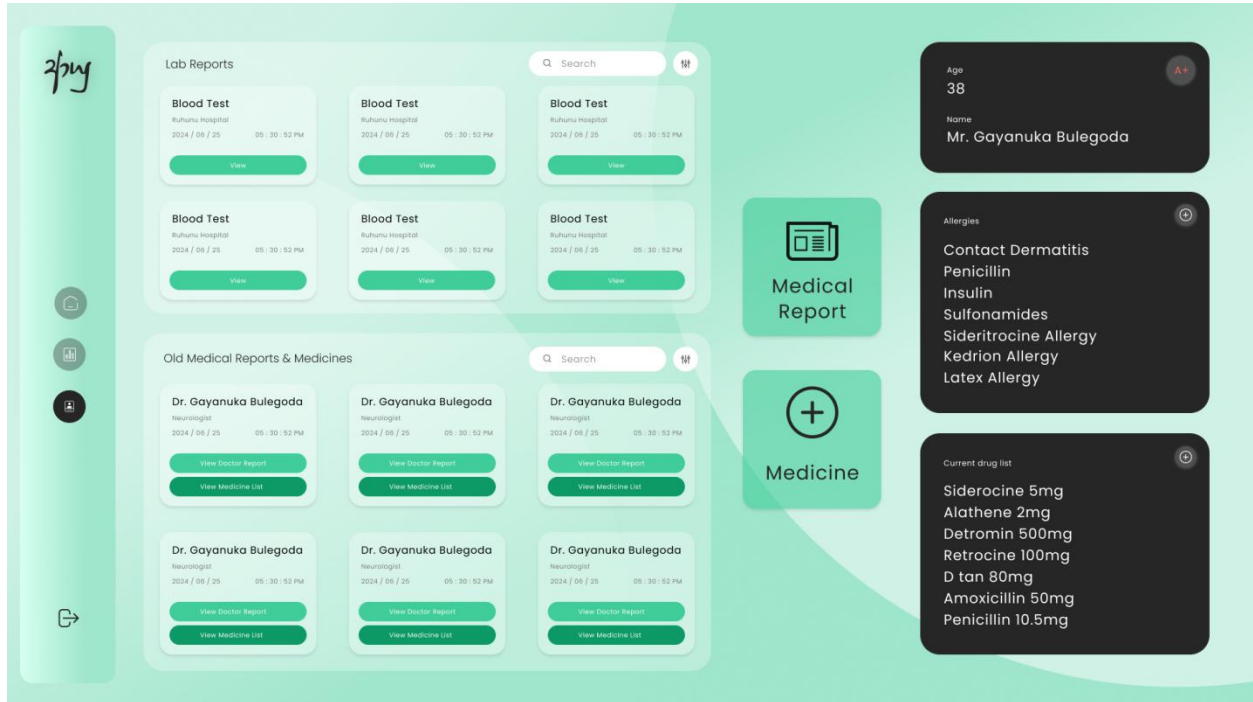 Lab Reports
Search
Blood Test
Ruhunu Hospital
2024 / 06 / 25 05 : 30 : 52 PM
View
Blood Test
Ruhunu Hospital
2024 / 06 / 25 05 : 30 : 52 PM
View
Blood Test
Ruhunu Hospital
2024 / 06 / 25 05 : 30 : 52 PM
View
Blood Test
Ruhunu Hospital
2024 / 06 / 25 05 : 30 : 52 PM
View
Blood Test
Ruhunu Hospital
2024 / 06 / 25 05 : 30 : 52 PM
View
Blood Test
Ruhunu Hospital
2024 / 06 / 25 05 : 30 : 52 PM
View
Old Medical Reports & Medicines
Search
Dr. Gayanuka Bulegoda
Neurologist
2024 / 06 / 25 05 : 30 : 52 PM
View Doctor Report
View Medicine List
Dr. Gayanuka Bulegoda
Neurologist
2024 / 06 / 25 05 : 30 : 52 PM
View Doctor Report
View Medicine List
Dr. Gayanuka Bulegoda
Neurologist
2024 / 06 / 25 05 : 30 : 52 PM
View Doctor Report
View Medicine List
Dr. Gayanuka Bulegoda
Neurologist
2024 / 06 / 25 05 : 30 : 52 PM
View Doctor Report
View Medicine List
Dr. Gayanuka Bulegoda
Neurologist
2024 / 06 / 25 05 : 30 : 52 PM
View Doctor Report
View Medicine List
Dr. Gayanuka Bulegoda
Neurologist
2024 / 06 / 25 05 : 30 : 52 PM
View Doctor Report
View Medicine List
Medical
Report
Medicine
Age
38
A+
Name
Mr. Gayanuka Bulegoda
Allergies
Contact Dermatitis
Penicillin
Insulin
Sulfonamides
Sideritrocine Allergy
Kedrion Allergy
Latex Allergy
Current drug list
Siderocine 5mg
Alathene 2mg
Detromin 500mg
Retrocine 100mg
D tan 80mg
Amoxicillin 50mg
Penicillin 10.5mg